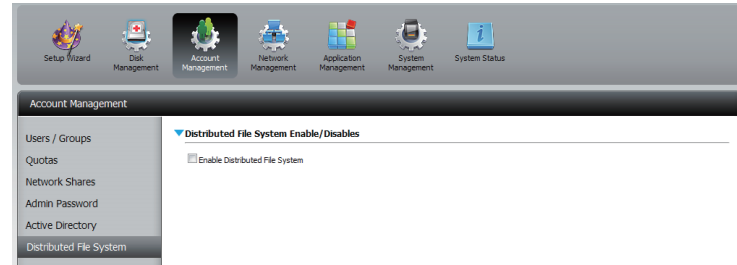 Setup Wizard
Disk Management
Account Management
Network Management
Application Management
System Management
System Status
Account Management
Users / Groups
Quotas
Network Shares
Admin Password
Active Directory
Distributed File System
Distributed File System Enable/Disables
Enable Distributed File System